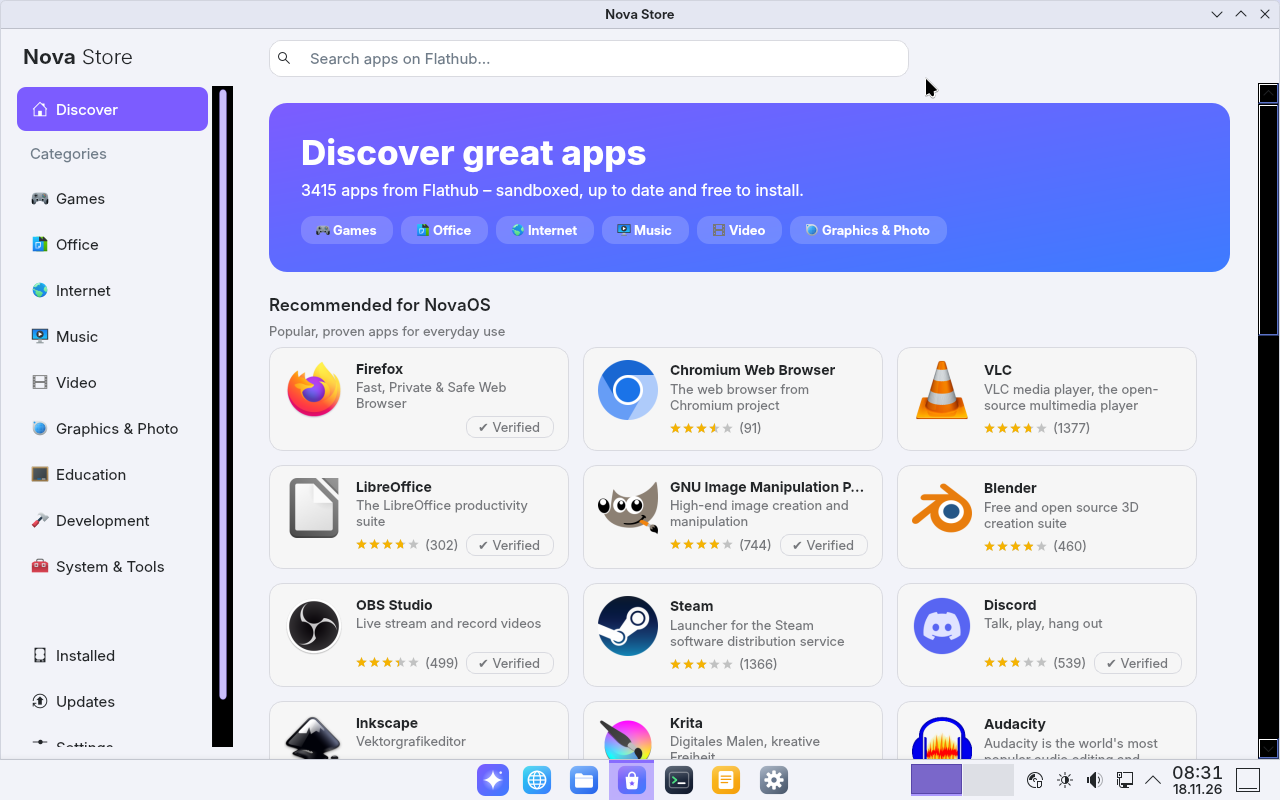 Nova Store
Nova Store
Search apps on Flathub...
Discover
Categories
Games
Office
Internet
Music
Video
Graphics & Photo
Education
Development
System & Tools
Installed
Updates
Settings
Discover great apps
3415 apps from Flathub – sandboxed, up to date and free to install.
Games
Office
Internet
Music
Video
Graphics & Photo
Recommended for NovaOS
Popular, proven apps for everyday use
Firefox
Fast, Private & Safe Web
Browser
✔ Verified
Chromium Web Browser
The web browser from
Chromium project
★★★★★ (91)
VLC
VLC media player, the open-
source multimedia player
★★★★★ (1377)
LibreOffice
The LibreOffice productivity
suite
★★★★★ (302)
✔ Verified
GNU Image Manipulation P...
High-end image creation and
manipulation
★★★★★ (744)
✔ Verified
Blender
Free and open source 3D
creation suite
★★★★★ (460)
OBS Studio
Live stream and record videos
★★★★★ (499)
✔ Verified
Steam
Launcher for the Steam
software distribution service
★★★★★ (1366)
Discord
Talk, play, hang out
★★★★★ (539)
✔ Verified
Inkscape
Vektorgrafikeditor
Krita
Digitales Malen, kreative
Freiheit
Audacity
Audacity is the world's most
popular audio editing and
08:31
18.11.26